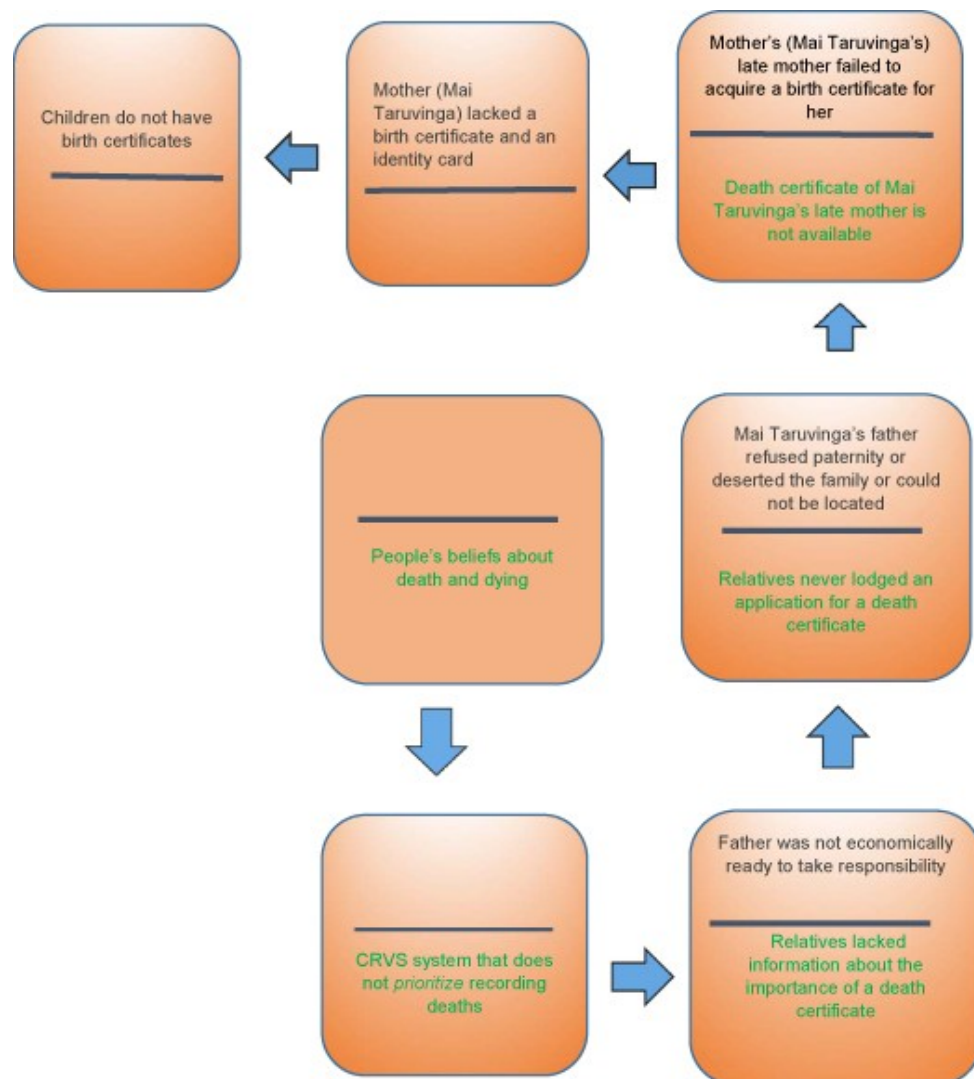 Children do not have
birth certificates
Mother (Mai
Taruvinga) lacked a
birth certificate and an
identity card
Mother's (Mai Taruvinga's)
late mother failed to
acquire a birth certificate for
her
Death certificate of Mai
Taruvinga's late mother is
not available
People's beliefs about
death and dying
Mai Taruvinga's father
refused paternity or
deserted the family or could
not be located
Relatives never lodged an
application for a death
certificate
CRVS system that does
not prioritize recording
deaths
Father was not economically
ready to take responsibility
Relatives lacked
information about the
importance of a death
certificate